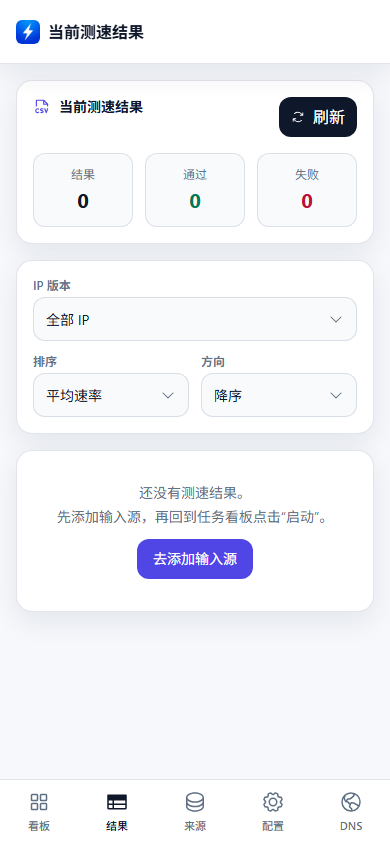 当前测速结果
CSV
当前测速结果
刷新
结果
通过
失败
0
0
0
IP 版本
全部 IP
排序
方向
平均速率
降序
还没有测速结果。
先添加输入源，再回到任务看板点击“启动”。
去添加输入源
看板
结果
来源
配置
DNS